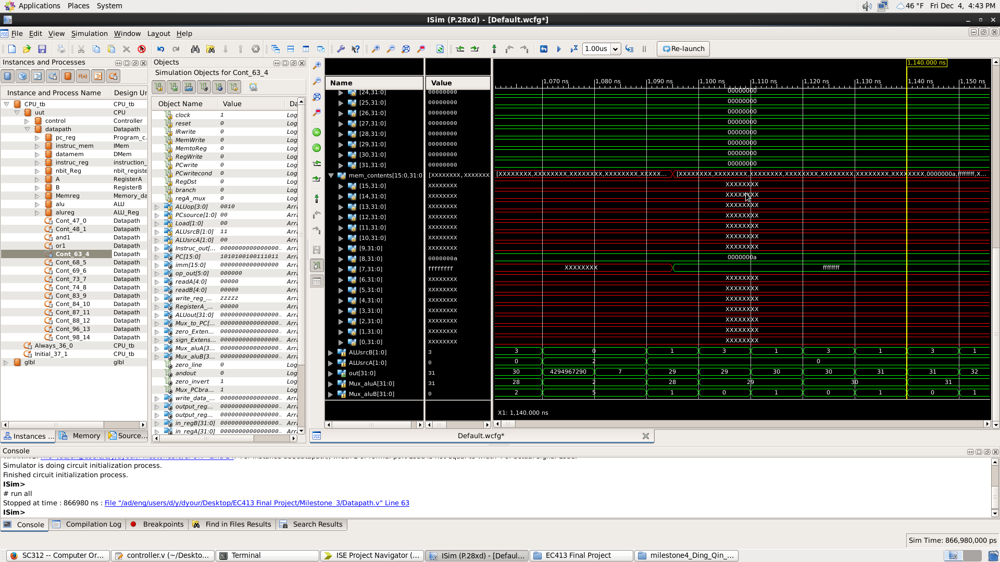 Applications Places System 46 °F Fri Dec 4, 4:43 PM
ISim (P.28xd) - [Default.wcfg*]
File Edit View Simulation Window Layout Help
1.00us Re-launch
Instances and Processes
Instance and Process Name Design Un
CPU_tb CPU_tb
uut CPU
control Controller
datapath Datapath
pc_reg Program_c.
instruc_mem IMem
datamem DMem
instruc_reg instruction_
nbit_Reg nbit_registe
A RegisterA
B RegisterB
Memreg Memory_da
alu ALU
alureg ALU_Reg
Cont_47_0 Datapath
Cont_48_1 Datapath
and1 Datapath
or1 Datapath
Cont_63_4 Datapath
Cont_68_5 Datapath
Cont_69_6 Datapath
Cont_73_7 Datapath
Cont_74_8 Datapath
Cont_83_9 Datapath
Cont_84_10 Datapath
Cont_87_11 Datapath
Cont_88_12 Datapath
Cont_96_13 Datapath
Cont_98_14 Datapath
Always_36_0 CPU_tb
Initial_37_1 CPU_tb
glbl glbl
Instances ... Memory Source...
Objects
Simulation Objects for Cont_63_4
Object Name Value Da
clock 1 Log
reset 0 Log
IRwrite 0 Log
MemWrite 0 Log
MemtoReg 0 Log
RegWrite 0 Log
PCwrite 0 Log
PCwritecond 0 Log
RegDst 0 Log
branch 0 Log
regA_mux 0 Log
ALUop[3:0] 0010 Arra
PCsource[1:0] 00 Arra
Load[1:0] 00 Arra
ALUsrcB[1:0] 11 Arra
ALUsrcA[1:0] 00 Arra
Instruc_out[... 0000000000000000... Arra
PC[15:0] 1010100100111011 Arra
imm[15:0] 0000000000000000 Arra
op_out[5:0] 000000 Arra
readA[4:0] 00000 Arra
readB[4:0] 00000 Arra
write_reg_... zzzzz Arra
RegisterA_... 00000 Arra
ALUout[31:0] 0000000000000000... Arra
Mux_to_PC[... 0000000000000000... Arra
zero_Exten... 0000000000000000... Arra
sign_Extens... 0000000000000000... Arra
Mux_aluA[3... 0000000000000000... Arra
Mux_aluB[3... 0000000000000000... Arra
zero_line 0 Log
andout 0 Log
zero_invert 1 Log
Mux_PCbra... 1 Log
write_data_... 0000000000000000... Arra
output_reg... 0000000000000000... Arra
output_reg... 0000000000000000... Arra
in_regB[31:0] 0000000000000000... Arra
in_regA[31:0] 0000000000000000... Arra
1,140.000 ns
Name Value 1,070 ns 1,080 ns 1,090 ns 1,100 ns 1,110 ns 1,120 ns 1,130 ns 1,140 ns 1,150 ns
[24,31:0] 00000000 00000000
[25,31:0] 00000000 00000000
[26,31:0] 00000000 00000000
[27,31:0] 00000000 00000000
[28,31:0] 00000000 00000000
[29,31:0] 00000000 00000000
[30,31:0] 00000000 00000000
[31,31:0] 00000000 00000000
mem_contents[15:0,31:0 [XXXXXXXX,XXXXXXX [XXXXXXXX,XXXXXXXX,XXXXXXXX,XXXXXXXX,XXXXX... [XXXXXXXX,XXXXXXXX,XXXXXXXX,XXXXXXXX,XXXXXXXX,XXXXXXXX,XXXXXXXX,0000000a,ffffffff,X...
[15,31:0] XXXXXXXX XXXXXXXX
[14,31:0] XXXXXXXX XXXXXXXX
[13,31:0] XXXXXXXX XXXXXXXX
[12,31:0] XXXXXXXX XXXXXXXX
[11,31:0] XXXXXXXX XXXXXXXX
[10,31:0] XXXXXXXX XXXXXXXX
[9,31:0] XXXXXXXX XXXXXXXX
[8,31:0] 0000000a 0000000a
[7,31:0] ffffffff XXXXXXXX ffffffff
[6,31:0] XXXXXXXX XXXXXXXX
[5,31:0] XXXXXXXX XXXXXXXX
[4,31:0] XXXXXXXX XXXXXXXX
[3,31:0] XXXXXXXX XXXXXXXX
[2,31:0] XXXXXXXX XXXXXXXX
[1,31:0] XXXXXXXX XXXXXXXX
[0,31:0] XXXXXXXX XXXXXXXX
ALUsrcB[1:0] 3 3 0 1 3 1 3 1 3 1
ALUsrcA[1:0] 0 0 2 0
out[31:0] 31 30 4294967290 7 29 29 30 30 31 31 32
Mux_aluA[31:0] 31 28 2 28 29 30 31
Mux_aluB[31:0] 0 2 5 1 0 1 0 1 0 1
X1: 1,140.000 ns
Default.wcfg*
Console
Simulator is doing circuit initialization process.
Finished circuit initialization process.
ISim>
# run all
Stopped at time : 866980 ns : File "/ad/eng/users/d/y/dyour/Desktop/EC413 Final Project/Milestone_3/Datapath.v" Line 63
ISim>
Console Compilation Log Breakpoints Find in Files Results Search Results
Sim Time: 866,980,000 ps
SC312 -- Computer Or... controller.v (~/Deskto... Terminal ISE Project Navigator (... ISim (P.28xd) - [Defaul... EC413 Final Project milestone4_Ding_Qin_...